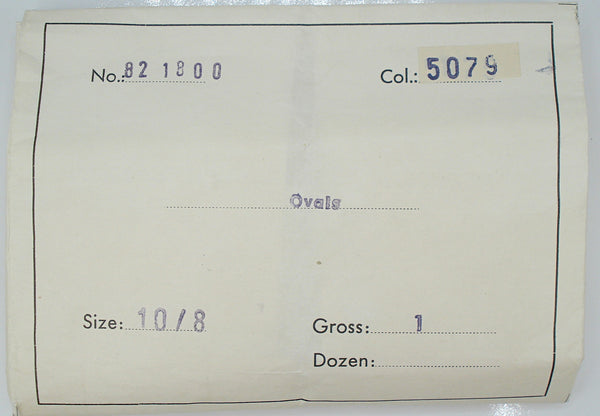 No.: 82 1800 Col.: 5079
Ovals
Size: 10/8 Gross: 1
Dozen: